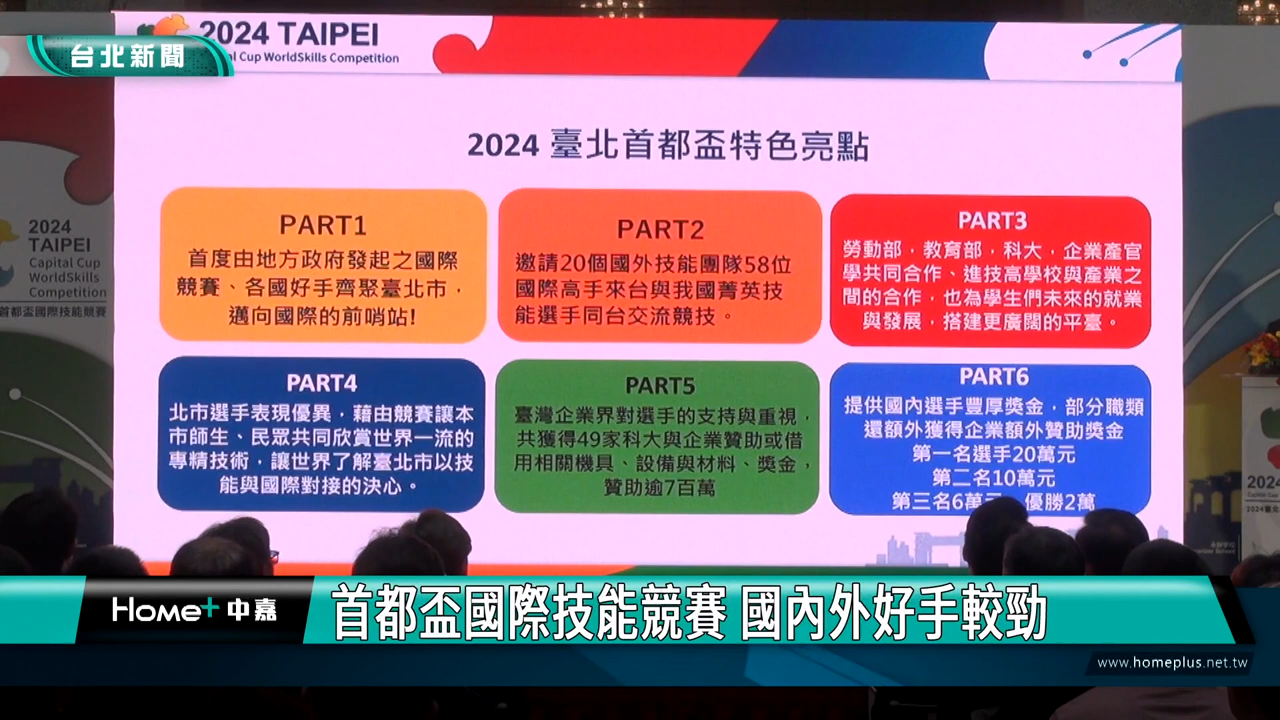 台北新聞
2024 TAIPEI
Cup WorldSkills Competition
2024 臺北首都盃特色亮點
PART1
首度由地方政府發起之國際
競賽、各國好手齊聚臺北市，
邁向國際的前哨站!
PART2
邀請20個國外技能團隊58位
國際高手來台與我國菁英技
能選手同台交流競技。
PART3
勞動部，教育部，科大，企業產官
學共同合作、進技高學校與產業之
間的合作，也為學生們未來的就業
與發展，搭建更廣闊的平臺。
PART4
北市選手表現優異，藉由競賽讓本
市師生、民眾共同欣賞世界一流的
專精技術，讓世界了解臺北市以技
能與國際對接的決心。
PART5
臺灣企業界對選手的支持與重視，
共獲得49家科大與企業贊助或借
用相關機具、設備與材料、獎金，
贊助逾7百萬
PART6
提供國內選手豐厚獎金，部分職類
還額外獲得企業額外贊助獎金
第一名選手20萬元
第二名10萬元
第三名6萬元 優勝2萬
2024
TAIPEI
Capital Cup
WorldSkills
Competition
首都盃國際技能競賽
2024
Home+中嘉
首都盃國際技能競賽 國內外好手較勁
www.homeplus.net.tw